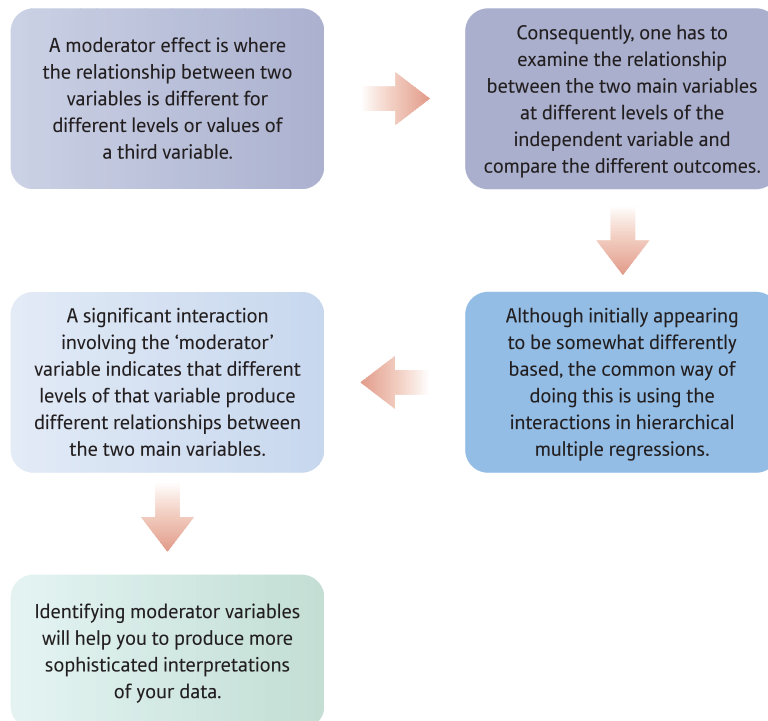 A moderator effect is where
the relationship between two
variables is different for
different levels or values of
a third variable.
Consequently, one has to
examine the relationship
between the two main variables
at different levels of the
independent variable and
compare the different outcomes.
Although initially appearing
to be somewhat differently
based, the common way of
doing this is using the
interactions in hierarchical
multiple regressions.
A significant interaction
involving the ‘moderator’
variable indicates that different
levels of that variable produce
different relationships between
the two main variables.
Identifying moderator variables
will help you to produce more
sophisticated interpretations
of your data.